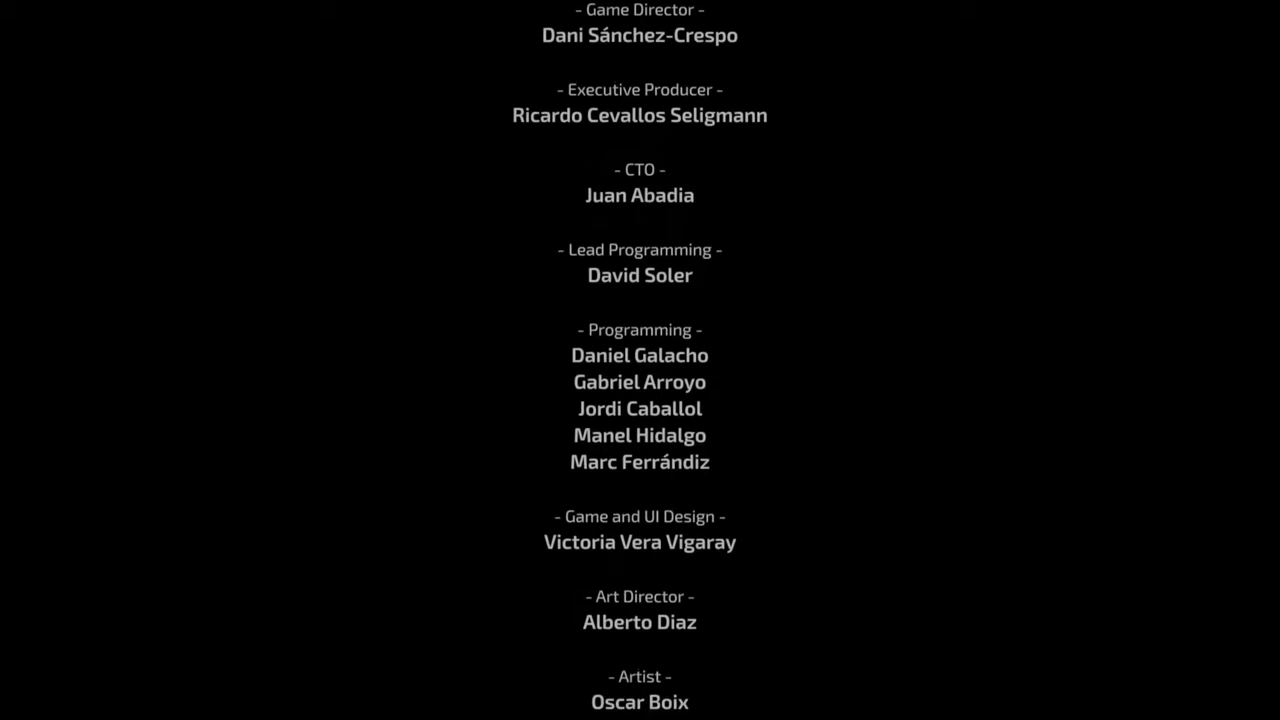 - Game Director -
Dani Sánchez-Crespo
- Executive Producer -
Ricardo Cevallos Seligmann
- CTO -
Juan Abadia
- Lead Programming -
David Soler
- Programming -
Daniel Galacho
Gabriel Arroyo
Jordi Caballol
Manel Hidalgo
Marc Ferrándiz
- Game and UI Design -
Victoria Vera Vigaray
- Art Director -
Alberto Diaz
- Artist -
Oscar Boix